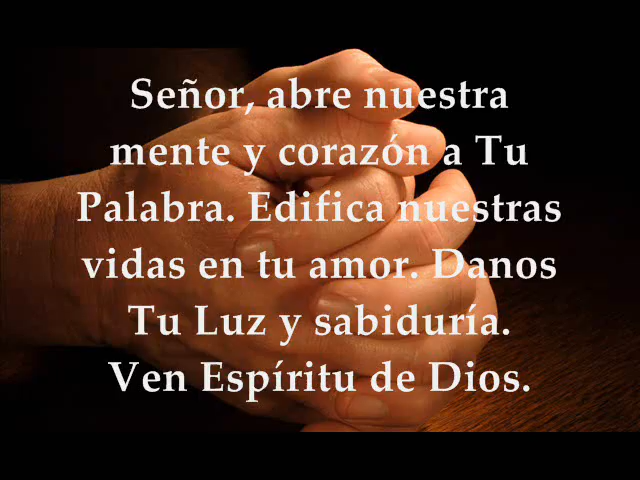 Señor, abre nuestra
mente y corazón a Tu
Palabra. Edifica nuestras
vidas en tu amor. Danos
Tu Luz y sabiduría.
Ven Espíritu de Dios.